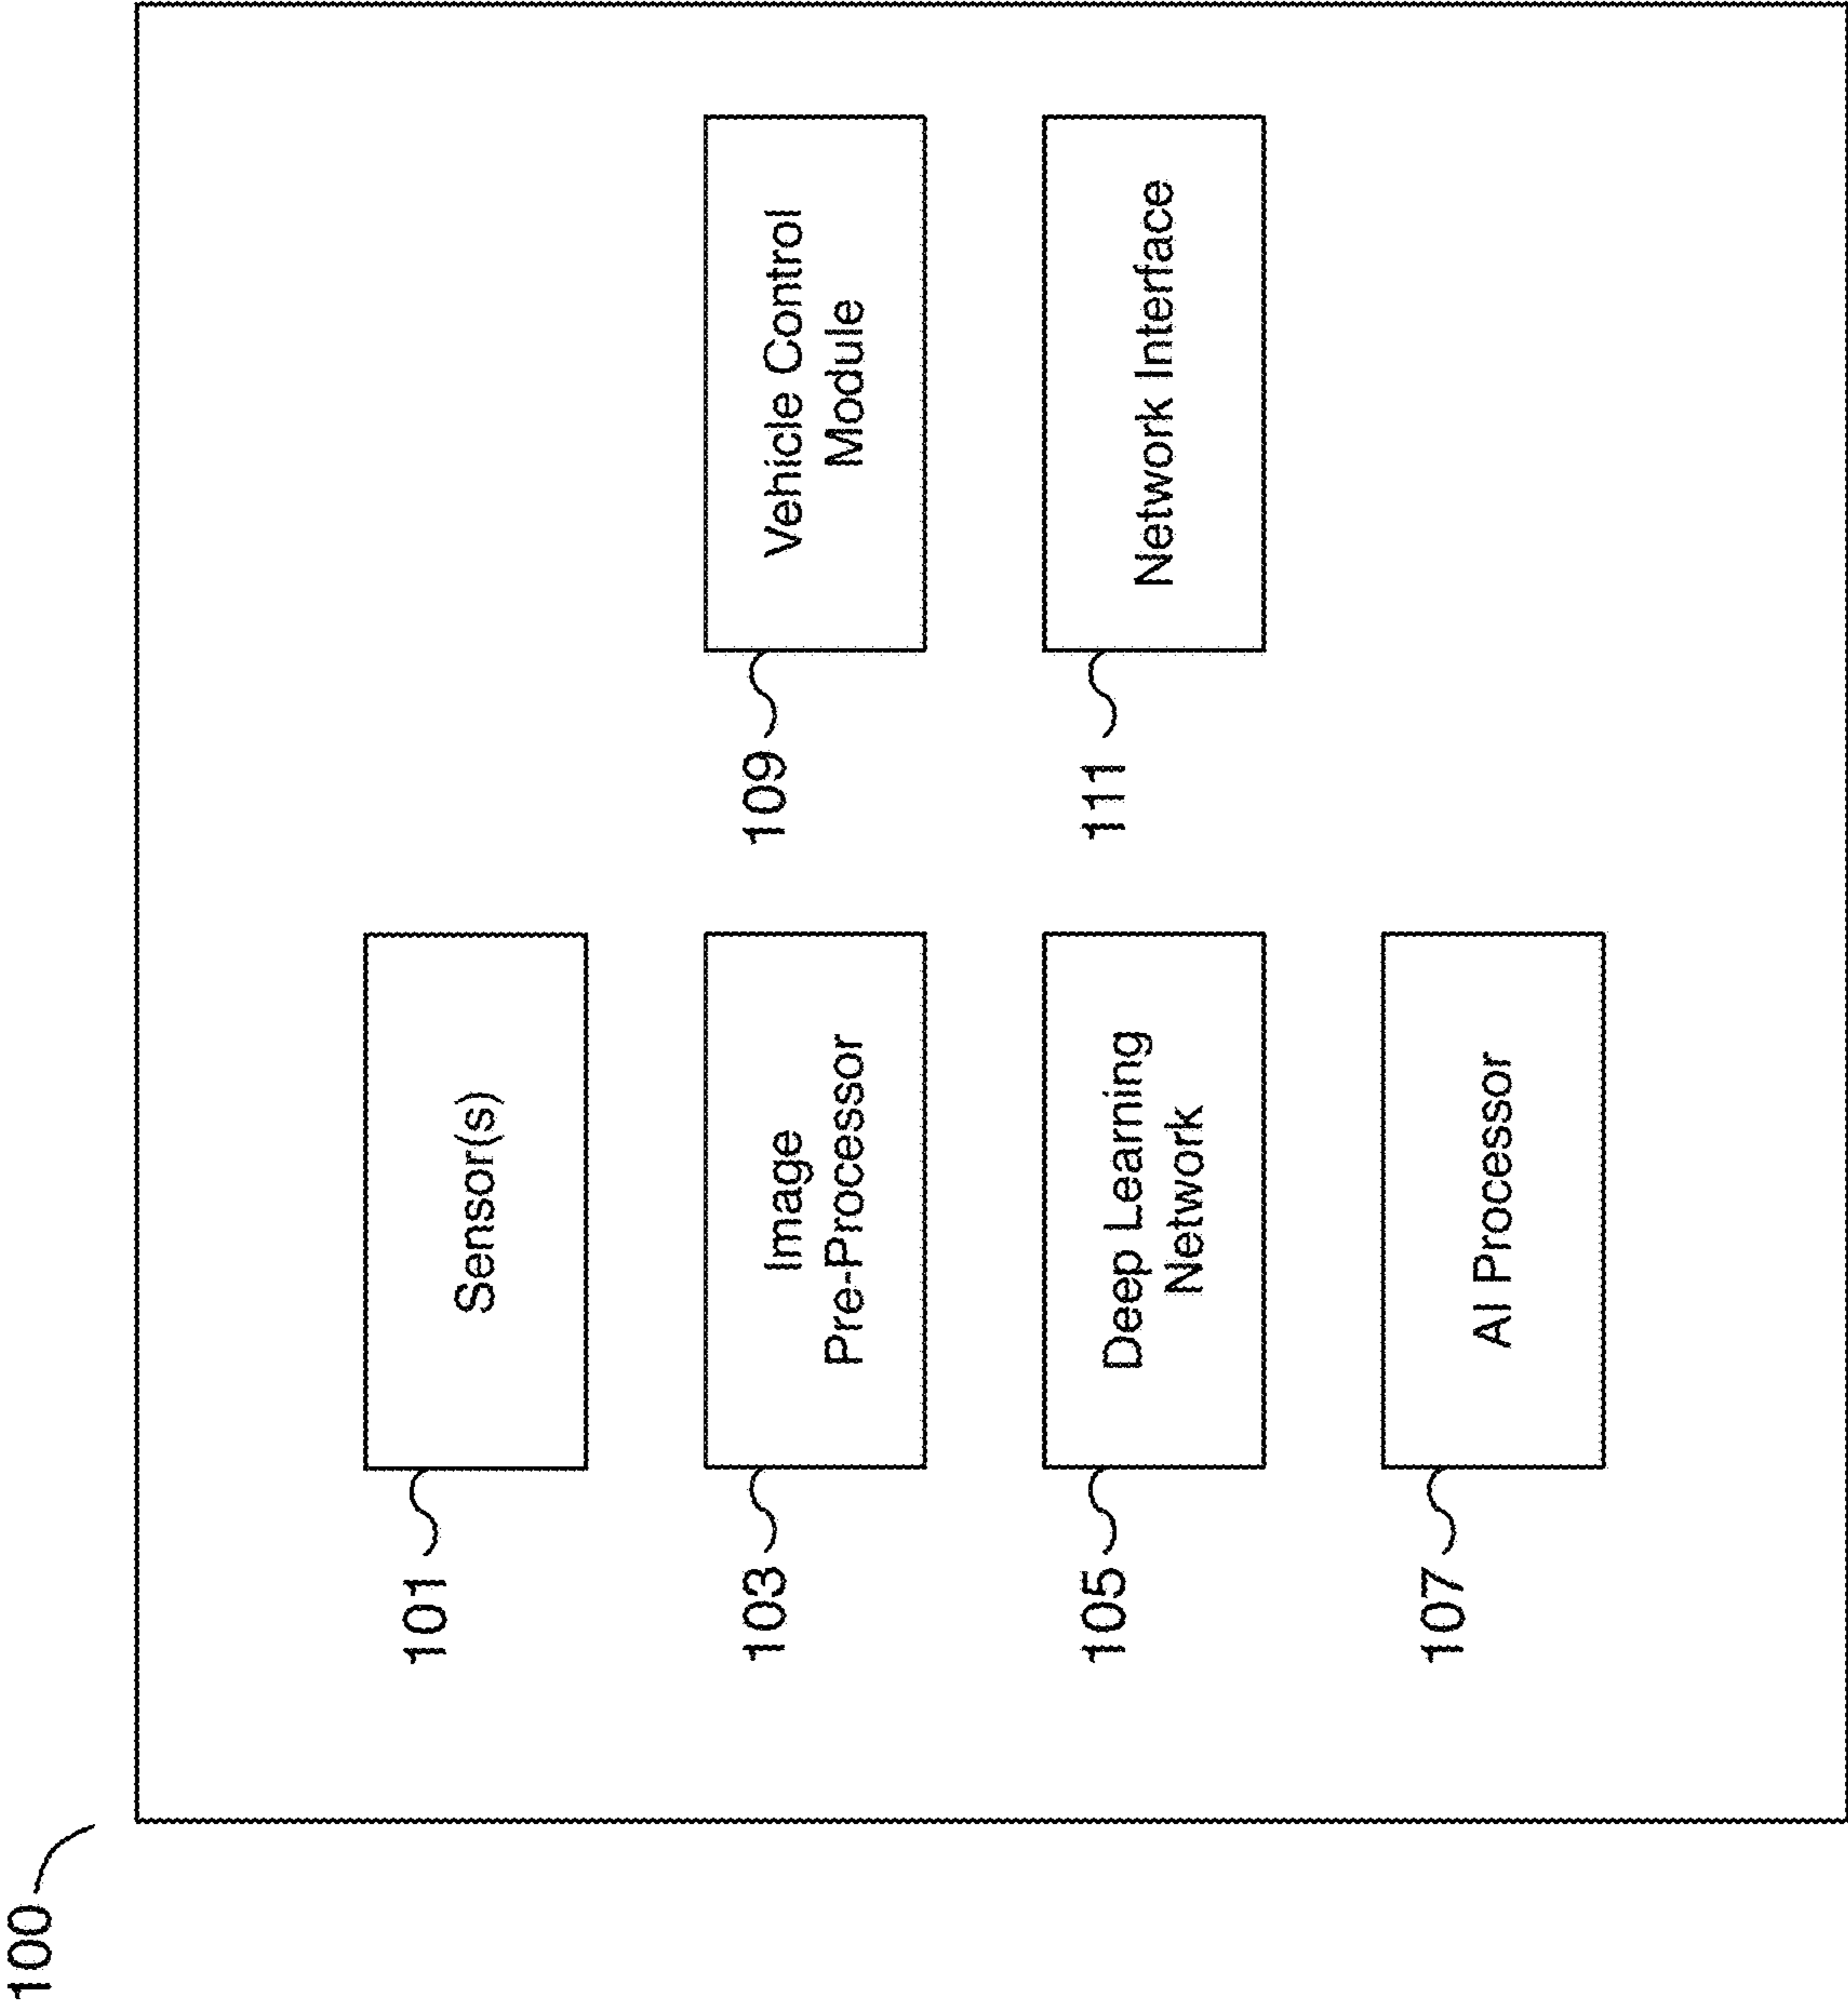 100
101
Sensor(s)
103
Image
Pre-Processor
105
Deep Learning
Network
107
AI Processor
109
Vehicle Control
Module
111
Network Interface